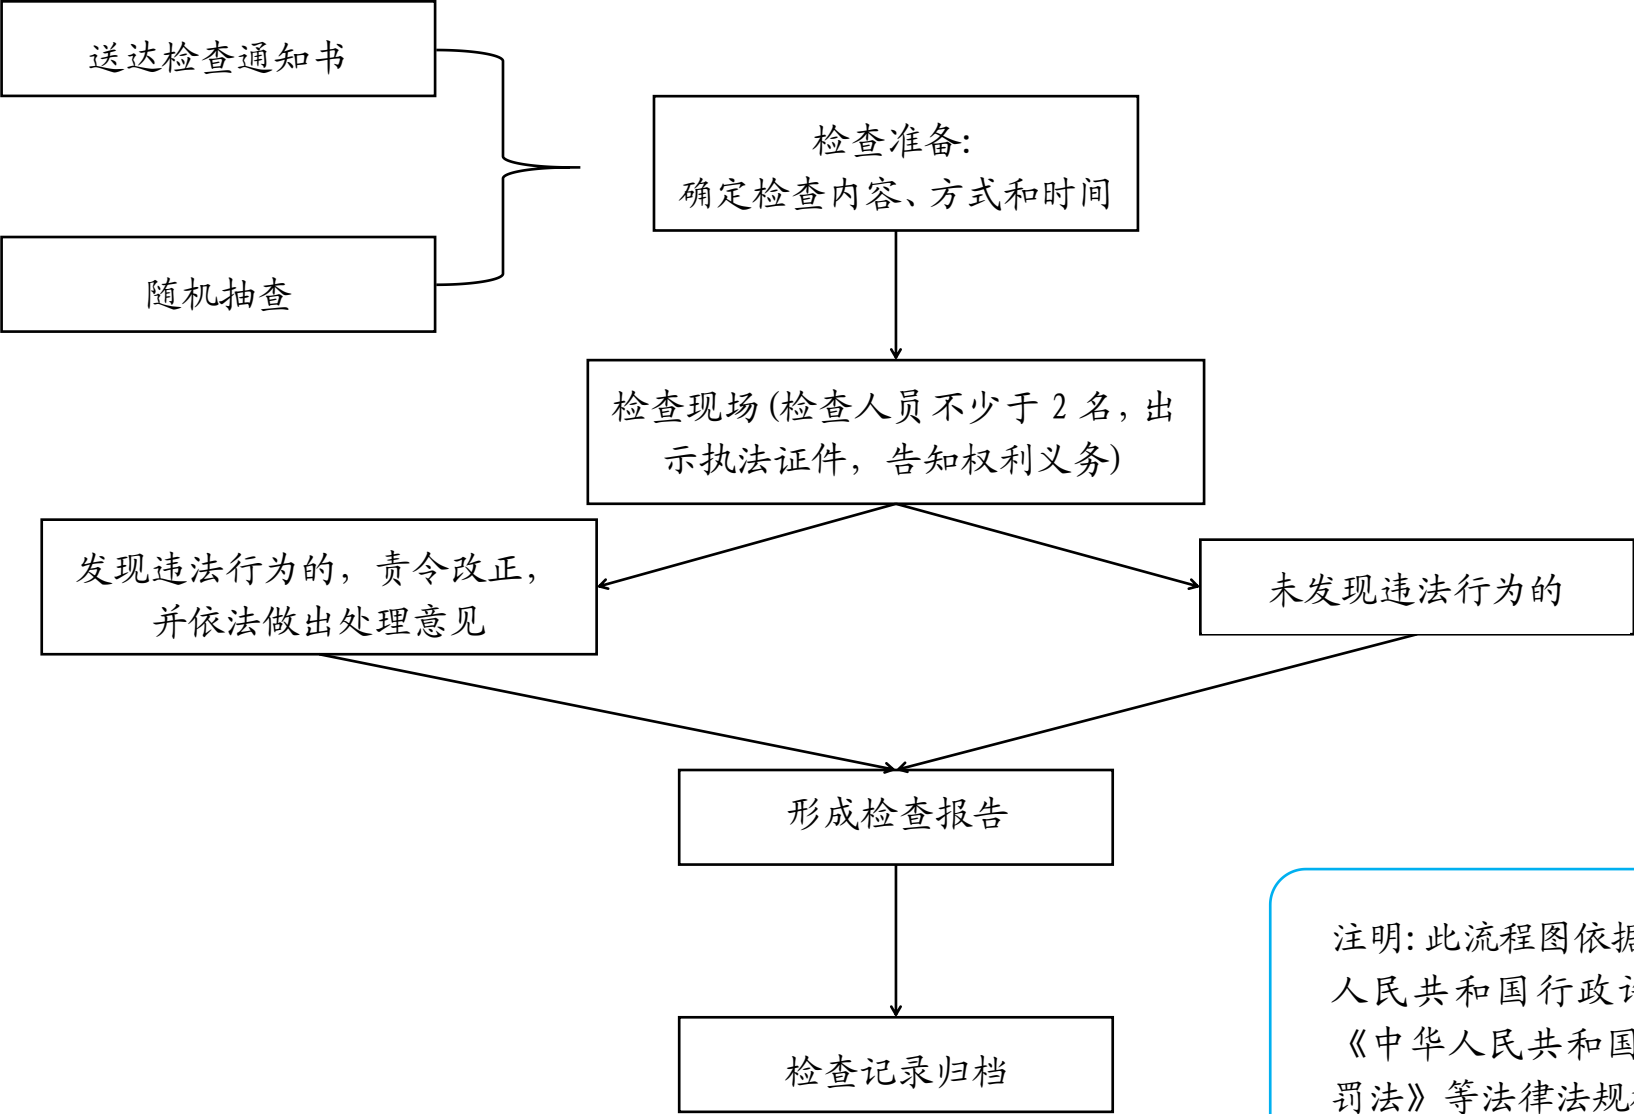 送达检查通知书
随机抽查
检查准备:
确定检查内容、方式和时间
检查现场(检查人员不少于 2 名,出
示执法证件，告知权利义务)
发现违法行为的，责令改正，
并依法做出处理意见
未发现违法行为的
形成检查报告
检查记录归档
注明:此流程图依据
人民共和国行政许
《中华人民共和国
罚法》等法律法规